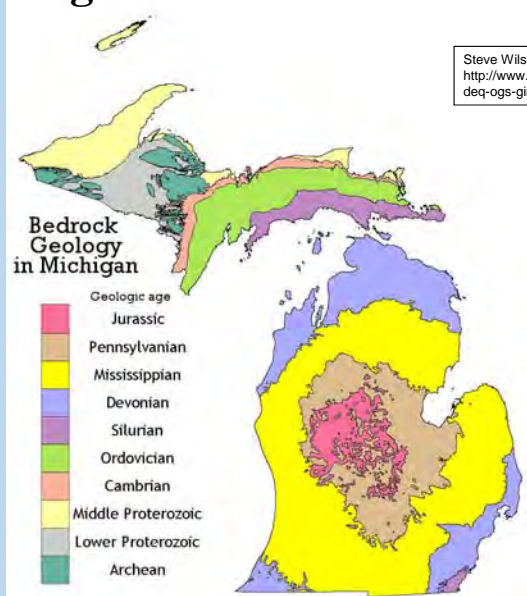 Steve Wils
http://www.
deq-ogs-gi
Bedrock
Geology
in Michigan
Geologic age
Jurassic
Pennsylvanian
Mississippian
Devonian
Silurian
Ordovician
Cambrian
Middle Proterozoic
Lower Proterozoic
Archean